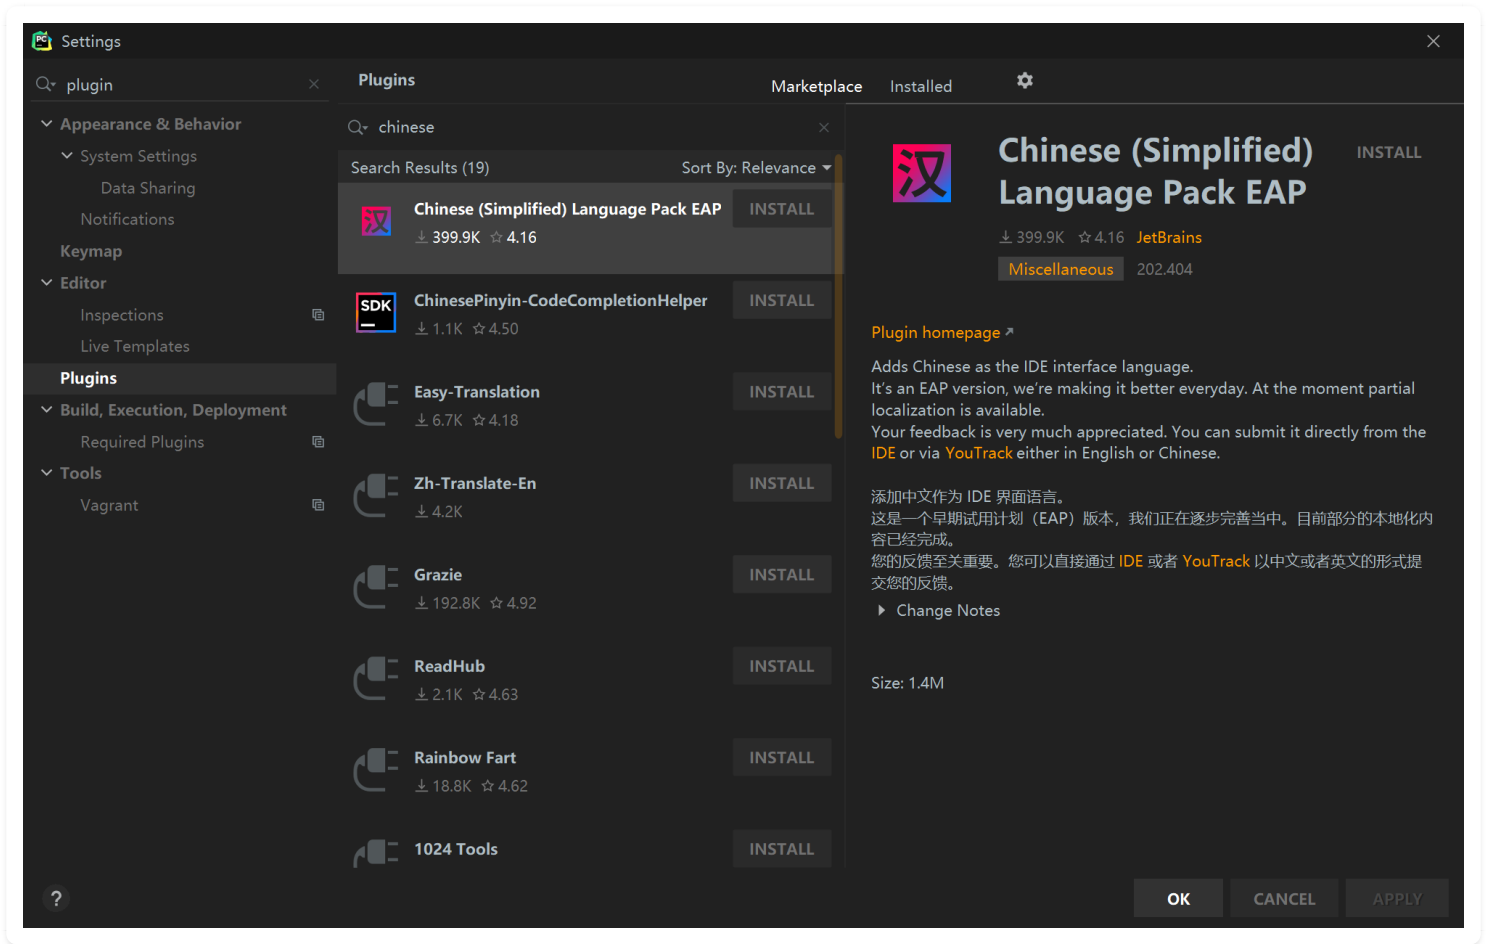 PC
Settings
plugin
Appearance & Behavior
System Settings
Data Sharing
Notifications
Keymap
Editor
Inspections
Live Templates
Plugins
Build, Execution, Deployment
Required Plugins
Tools
Vagrant
?
Plugins
Marketplace
Installed
chinese
Search Results (19)
Sort By: Relevance
汉
Chinese (Simplified) Language Pack EAP
INSTALL
399.9K 4.16
SDK
ChinesePinyin-CodeCompletionHelper
INSTALL
1.1K 4.50
Easy-Translation
INSTALL
6.7K 4.18
Zh-Translate-En
INSTALL
4.2K
Grazie
INSTALL
192.8K 4.92
ReadHub
INSTALL
2.1K 4.63
Rainbow Fart
INSTALL
18.8K 4.62
1024 Tools
INSTALL
汉
Chinese (Simplified)
Language Pack EAP
INSTALL
399.9K 4.16 JetBrains
Miscellaneous 202.404
Plugin homepage
Adds Chinese as the IDE interface language.
It's an EAP version, we're making it better everyday. At the moment partial
localization is available.
Your feedback is very much appreciated. You can submit it directly from the
IDE or via YouTrack either in English or Chinese.
添加中文作为 IDE 界面语言。
这是一个早期试用计划（EAP）版本，我们正在逐步完善当中。目前部分的本地化内
容已经完成。
您的反馈至关重要。您可以直接通过 IDE 或者 YouTrack 以中文或者英文的形式提
交您的反馈。
Change Notes
Size: 1.4M
OK
CANCEL
APPLY